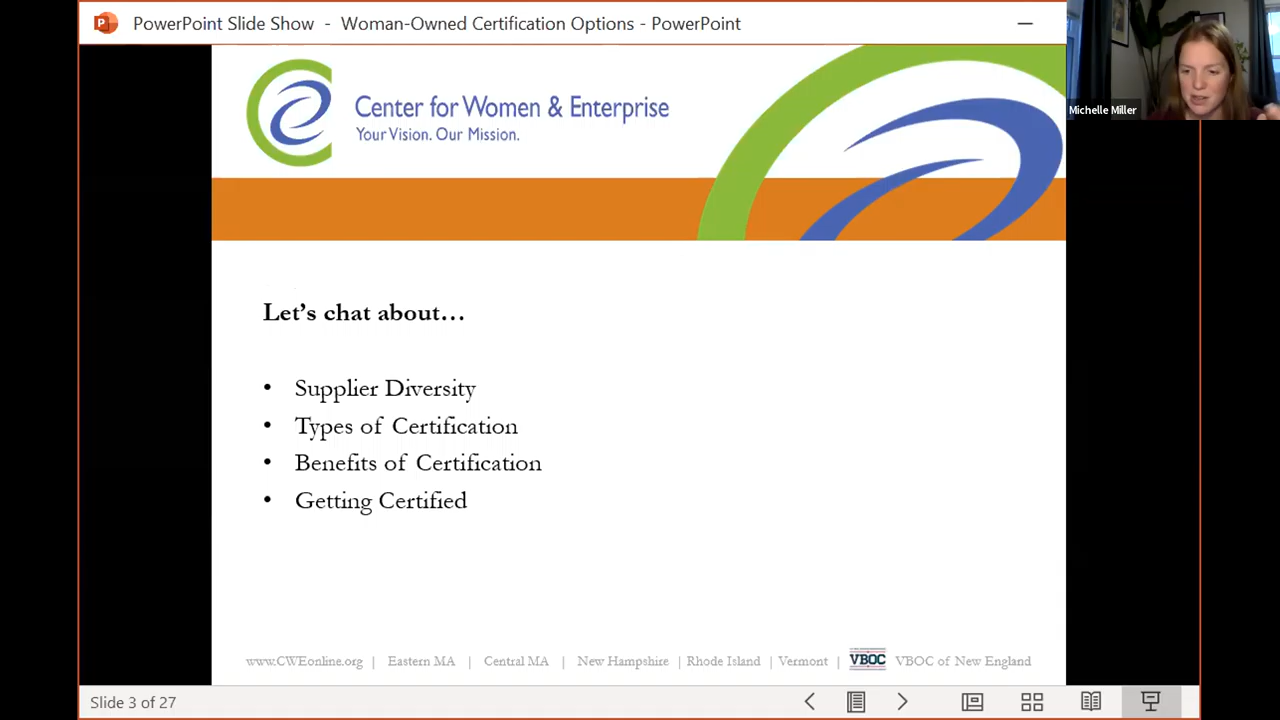 PowerPoint Slide Show - Woman-Owned Certification Options - PowerPoint
Michelle Miller
Center for Women & Enterprise
Your Vision. Our Mission.
Let's chat about…
• Supplier Diversity
• Types of Certification
• Benefits of Certification
• Getting Certified
www.CWEonline.org | Eastern MA | Central MA | New Hampshire | Rhode Island | Vermont | VBOC VBOC of New England
Slide 3 of 27